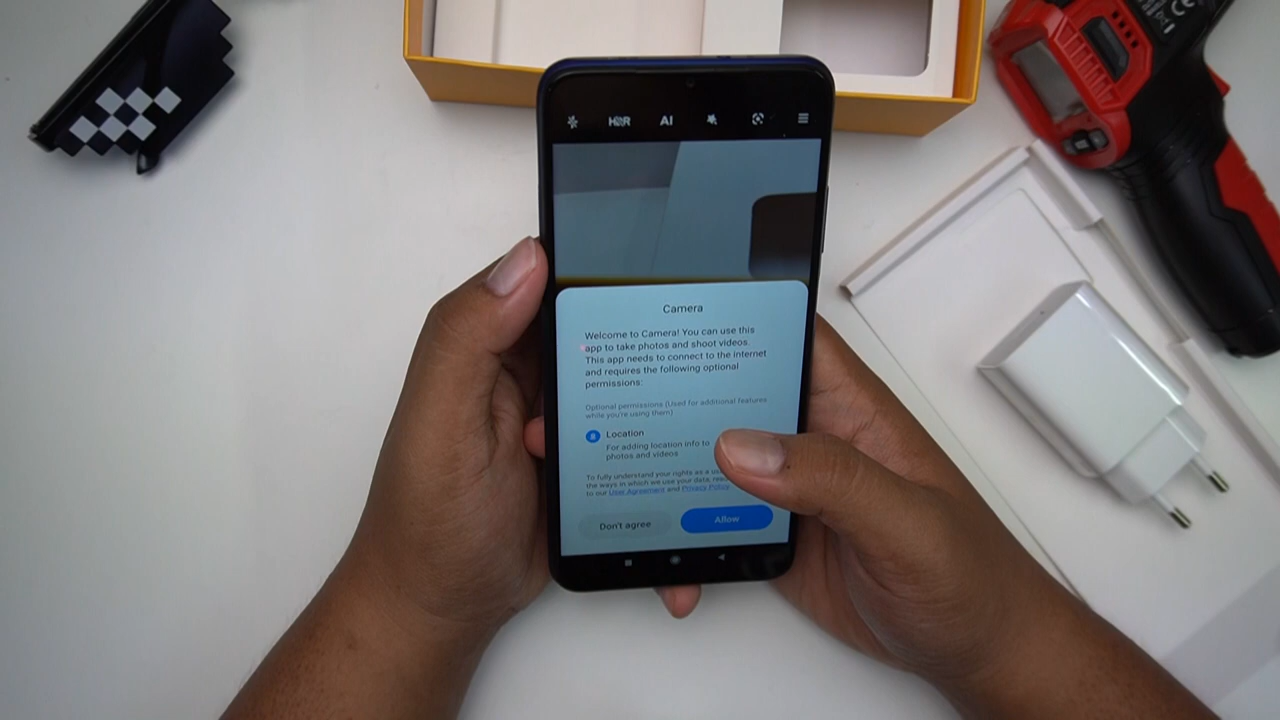 HDR AI
Camera
Welcome to Camera! You can use this
app to take photos and shoot videos.
This app needs to connect to the internet
and requires the following optional
permissions:
Optional permissions (Used for additional features
while you're using them)
Location
For adding location info to
photos and videos
To fully understand your rights as a
the ways in which we use your data,
to our User Agreement and Privacy Policy
Don't agree
Allow
CE